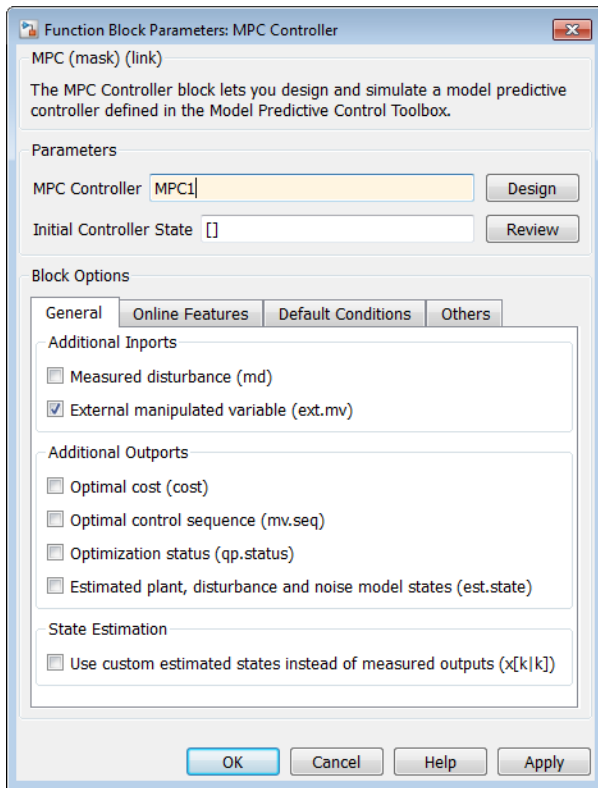 Function Block Parameters: MPC Controller
MPC (mask) (link)
The MPC Controller block lets you design and simulate a model predictive
controller defined in the Model Predictive Control Toolbox.
Parameters
MPC Controller MPC1 Design
Initial Controller State [] Review
Block Options
General Online Features Default Conditions Others
Additional Inports
Measured disturbance (md)
External manipulated variable (ext.mv)
Additional Outports
Optimal cost (cost)
Optimal control sequence (mv.seq)
Optimization status (qp.status)
Estimated plant, disturbance and noise model states (est.state)
State Estimation
Use custom estimated states instead of measured outputs (x[k|k])
OK Cancel Help Apply